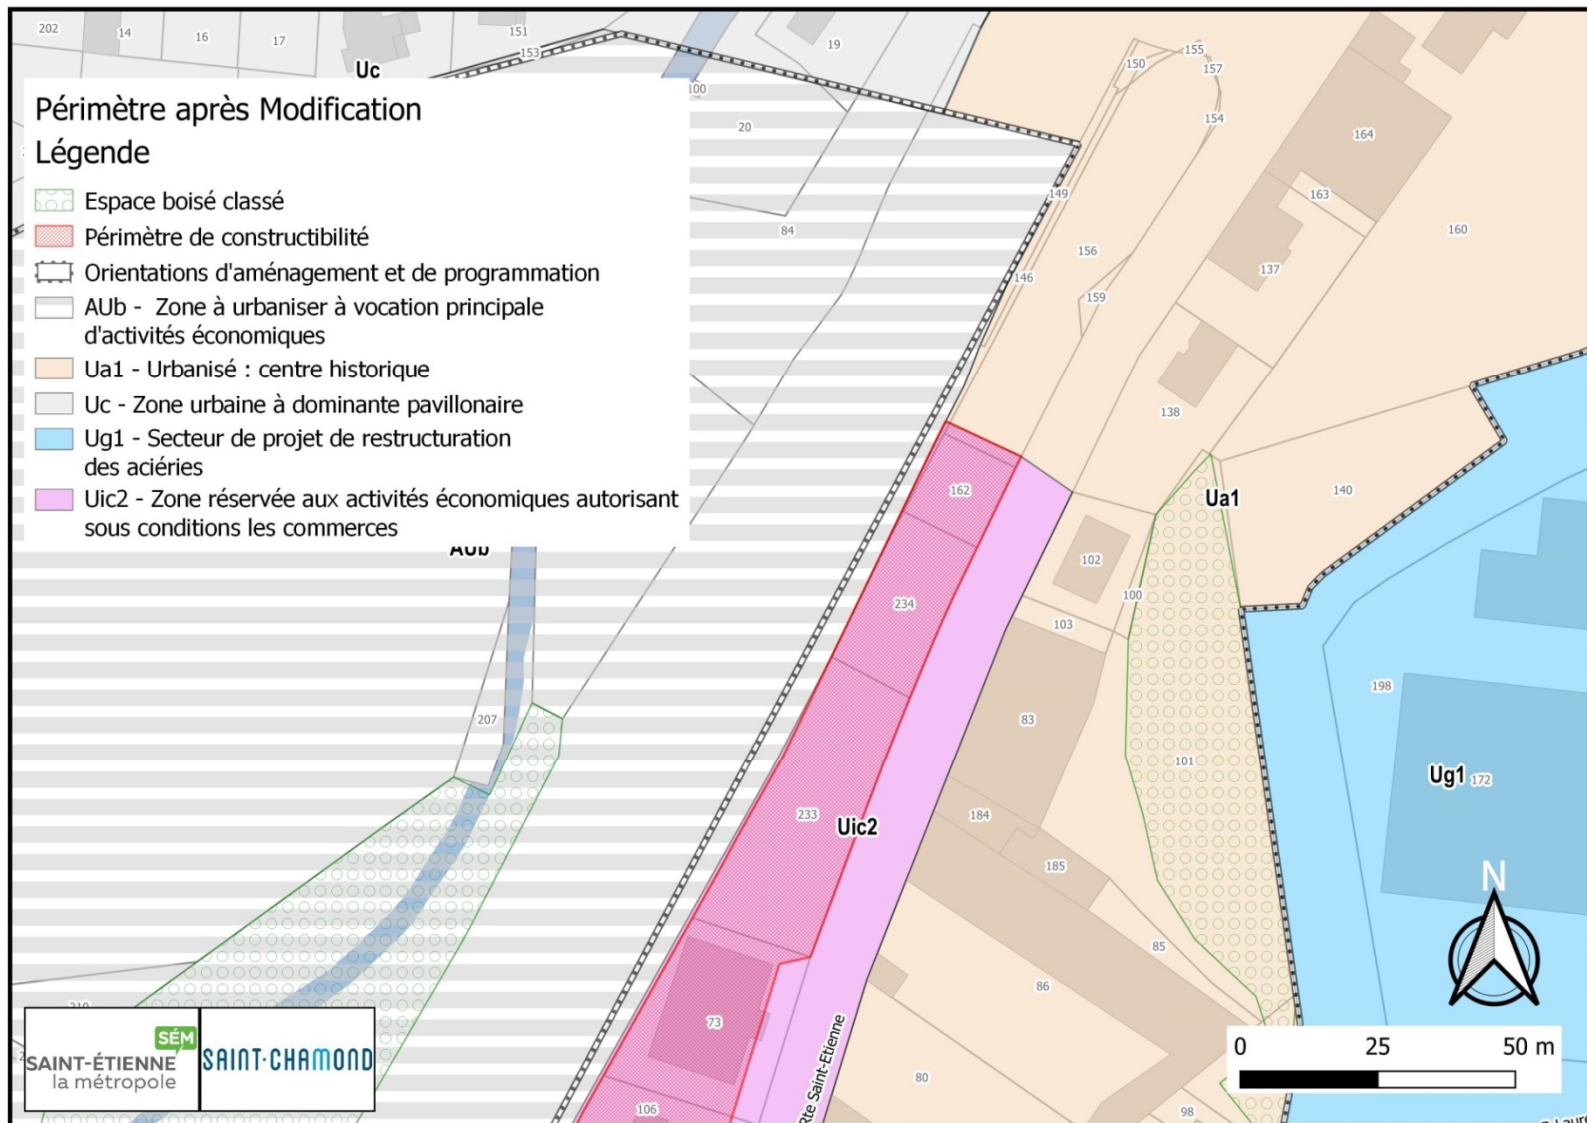 202
14
16
17
151
153
19
Uc
100
20
84
Périmètre après Modification
Légende
Espace boisé classé
Périmètre de constructibilité
Orientations d'aménagement et de programmation
AUb - Zone à urbaniser à vocation principale
d'activités économiques
Ua1 - Urbanisé : centre historique
Uc - Zone urbaine à dominante pavillonaire
Ug1 - Secteur de projet de restructuration
des aciéries
Uic2 - Zone réservée aux activités économiques autorisant
sous conditions les commerces
AUb
150
155
157
154
164
163
149
156
160
146
137
159
138
162
Ua1
140
102
234
100
103
207
83
198
101
Ug1
172
233
Uic2
184
185
85
86
N
210
73
80
106
98
Rte Saint-Etienne
SÉM
SAINT-ÉTIENNE
la métropole
SAINT-CHAMOND
0 25 50 m